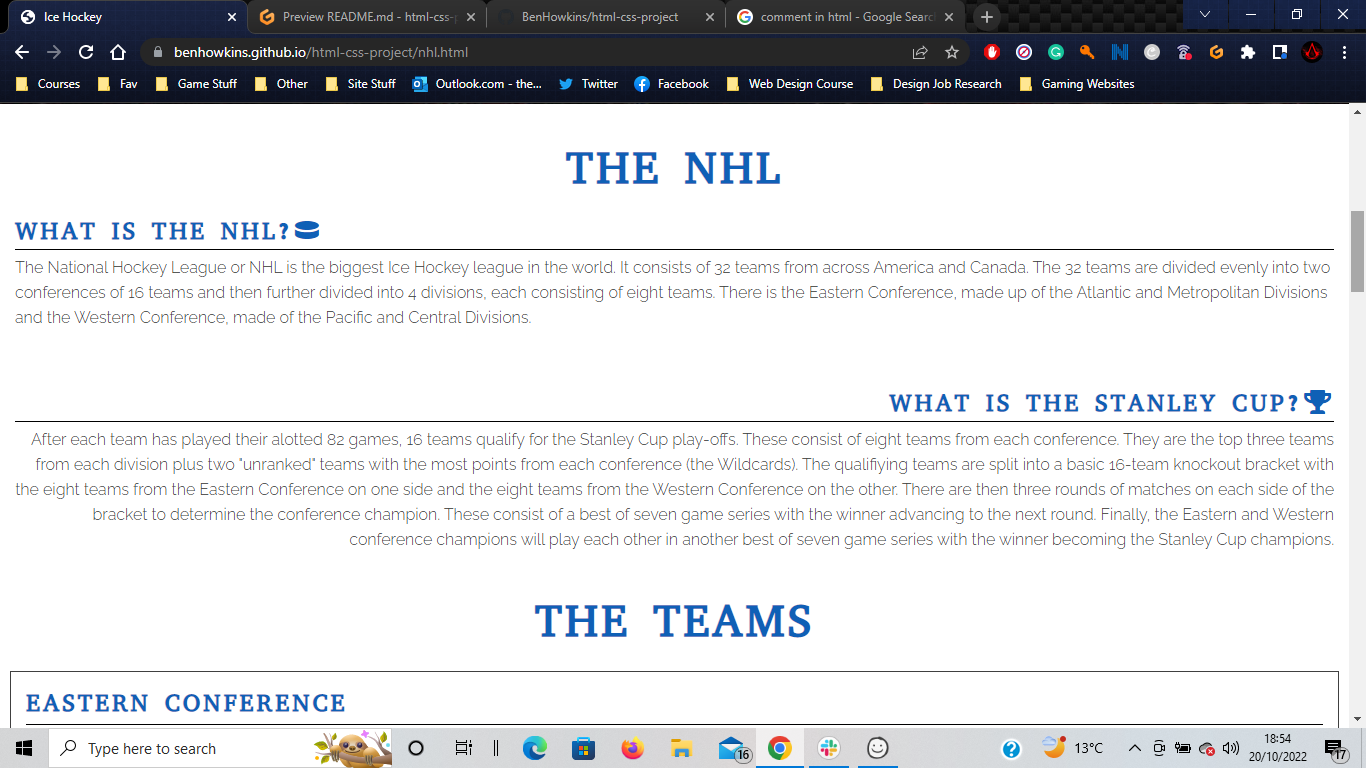 Ice Hockey
Preview README.md - html-css-p
BenHowkins/html-css-project
comment in html - Google Searc
benhowkins.github.io/html-css-project/nhl.html
Courses
Fav
Game Stuff
Other
Site Stuff
Outlook.com - the...
Twitter
Facebook
Web Design Course
Design Job Research
Gaming Websites
THE NHL
WHAT IS THE NHL?
The National Hockey League or NHL is the biggest Ice Hockey league in the world. It consists of 32 teams from across America and Canada. The 32 teams are divided evenly into two
conferences of 16 teams and then further divided into 4 divisions, each consisting of eight teams. There is the Eastern Conference, made up of the Atlantic and Metropolitan Divisions
and the Western Conference, made of the Pacific and Central Divisions.
WHAT IS THE STANLEY CUP?
After each team has played their alotted 82 games, 16 teams qualify for the Stanley Cup play-offs. These consist of eight teams from each conference. They are the top three teams
from each division plus two "unranked" teams with the most points from each conference (the Wildcards). The qualifiying teams are split into a basic 16-team knockout bracket with
the eight teams from the Eastern Conference on one side and the eight teams from the Western Conference on the other. There are then three rounds of matches on each side of the
bracket to determine the conference champion. These consist of a best of seven game series with the winner advancing to the next round. Finally, the Eastern and Western
conference champions will play each other in another best of seven game series with the winner becoming the Stanley Cup champions.
THE TEAMS
EASTERN CONFERENCE
Type here to search
16
13°C
18:54
20/10/2022
17